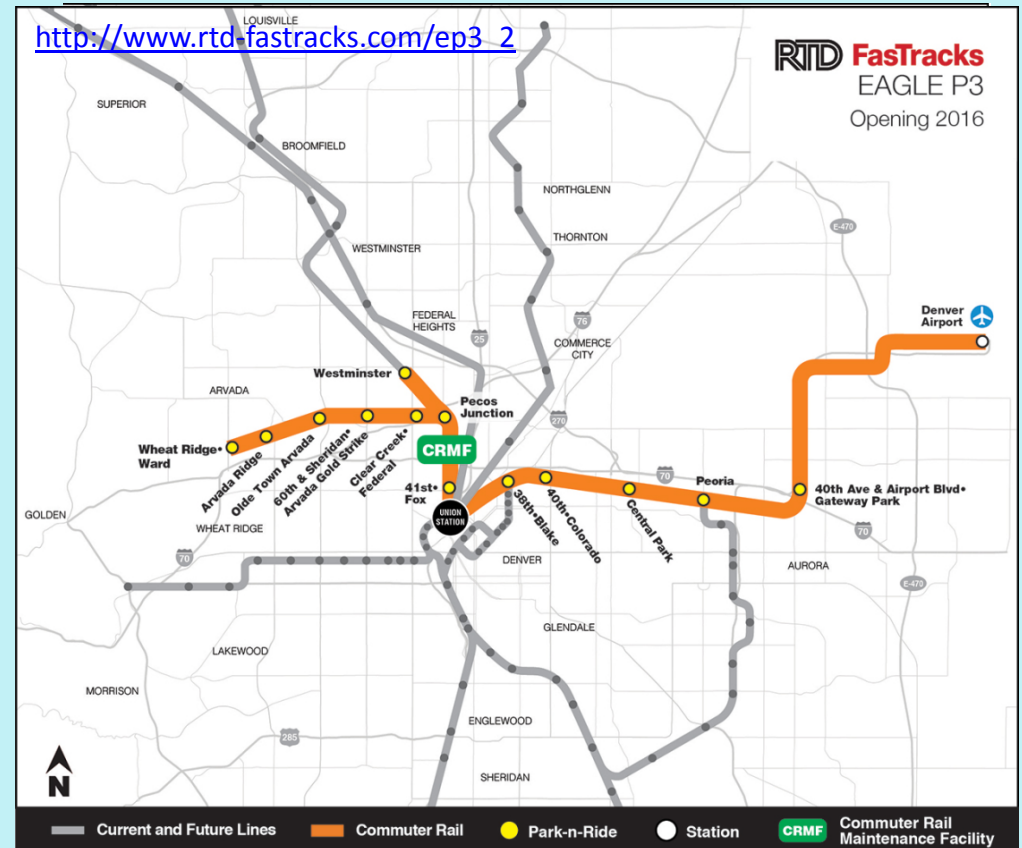 http://www.rtd-fastracks.com/ep3_2
LOUISVILLE
RTD FasTracks
EAGLE P3
Opening 2016
SUPERIOR
BROOMFIELD
NORTHGLENN
WESTMINSTER
THORNTON
E-470
FEDERAL
HEIGHTS
25
76
COMMERCE
CITY
Denver
Airport
Westminster
ARVADA
Pecos
Junction
270
CRMF
Wheat Ridge•
Ward
Arvada Ridge
Olde Town Arvada
60th & Sheridan•
Arvada Gold Strike
Clear Creek•
Federal
41st•
Fox
UNION
STATION
38th•Blake
40th•Colorado
Central Park
70
Peoria
40th Ave & Airport Blvd•
Gateway Park
GOLDEN
WHEAT RIDGE
70
70
DENVER
AURORA
E-470
GLENDALE
LAKEWOOD
MORRISON
285
ENGLEWOOD
SHERIDAN
N
Current and Future Lines
Commuter Rail
Park-n-Ride
Station
CRMF
Commuter Rail
Maintenance Facility